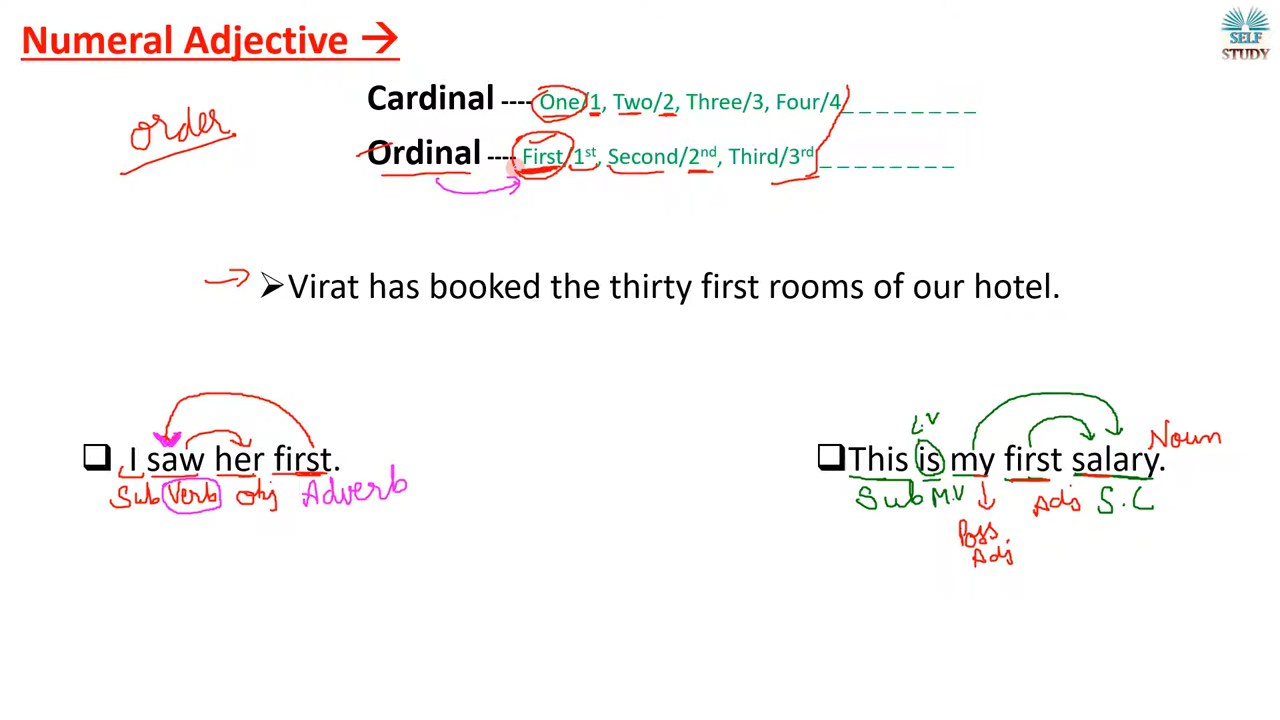 Numeral Adjective →
SELF
STUDY
Cardinal ---- One/1, Two/2, Three/3, Four/4 _ _ _ _ _ _ _ _
order
Ordinal ---- First/1st, Second/2nd, Third/3rd _ _ _ _ _ _ _ _
→ ➢ Virat has booked the thirty first rooms of our hotel.
❑ I saw her first.
Sub Verb obj Adverb
L.V
Noun
❑ This is my first salary.
Sub M.V Adj S.C
Poss
Adj